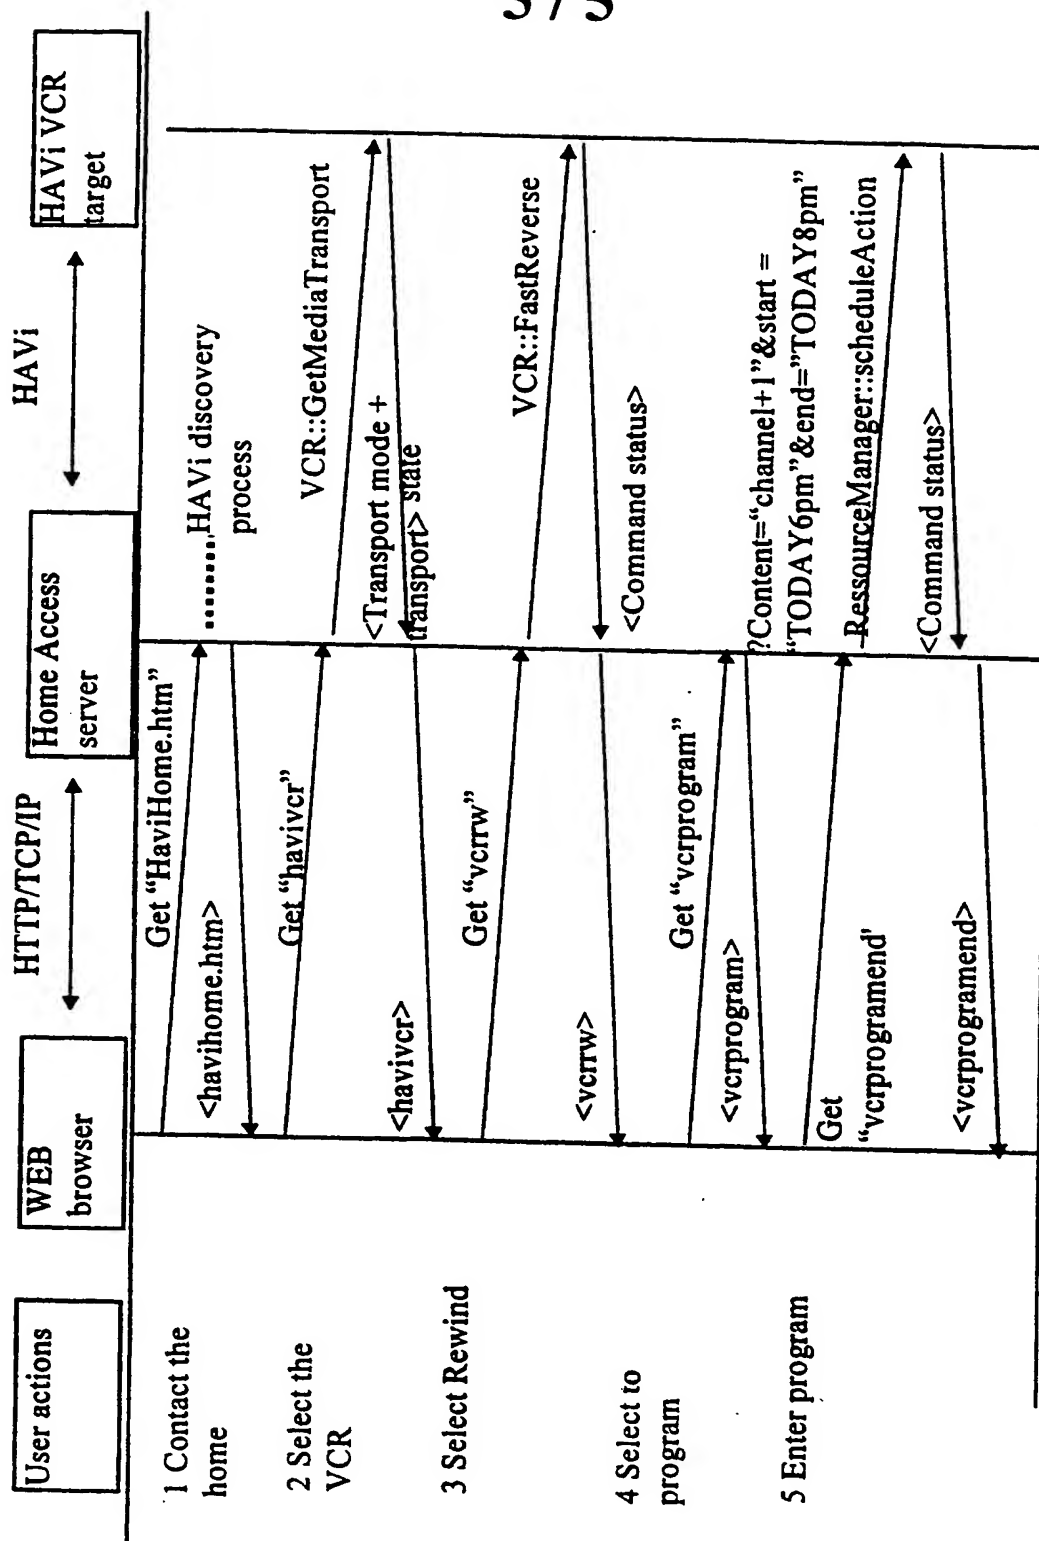 3 / 5
User actions
WEB
browser
HTTP/TCP/IP
Home Access
server
HAVi
HAVi VCR
target
1 Contact the
home
Get “HaviHome.htm”
<havihome.htm>
........HAVi discovery
process
2 Select the
VCR
Get “havivcr”
VCR::GetMediaTransport
<Transport mode +
transport> state
<havivcr>
3 Select Rewind
Get “vcrrw”
VCR::FastReverse
<Command status>
<vcrrw>
4 Select to
program
Get “vcrprogram”
<vcrprogram>
5 Enter program
Get
“vcrprogramend'
?Content=“channel+1”&start =
“TODAY6pm”&end=”TODAY8pm”
RessourceManager::scheduleAction
<Command status>
<vcrprogramend>